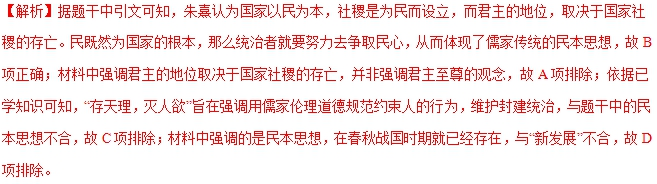 【解析】据题干中引文可知，朱熹认为国家以民为本，社稷是为民而设立，而君主的地位，取决于国家社
稷的存亡。民既然为国家的根本，那么统治者就要努力去争取民心，从而体现了儒家传统的民本思想，故 B
项正确；材料中强调君主的地位取决于国家社稷的存亡，并非强调君主至尊的观念，故 A 项排除；依据已
学知识可知，“存天理，灭人欲”旨在强调用儒家伦理道德规范约束人的行为，维护封建统治，与题干中的民
本思想不合，故 C 项排除；材料中强调的是民本思想，在春秋战国时期就已经存在，与“新发展”不合，故 D
项排除。